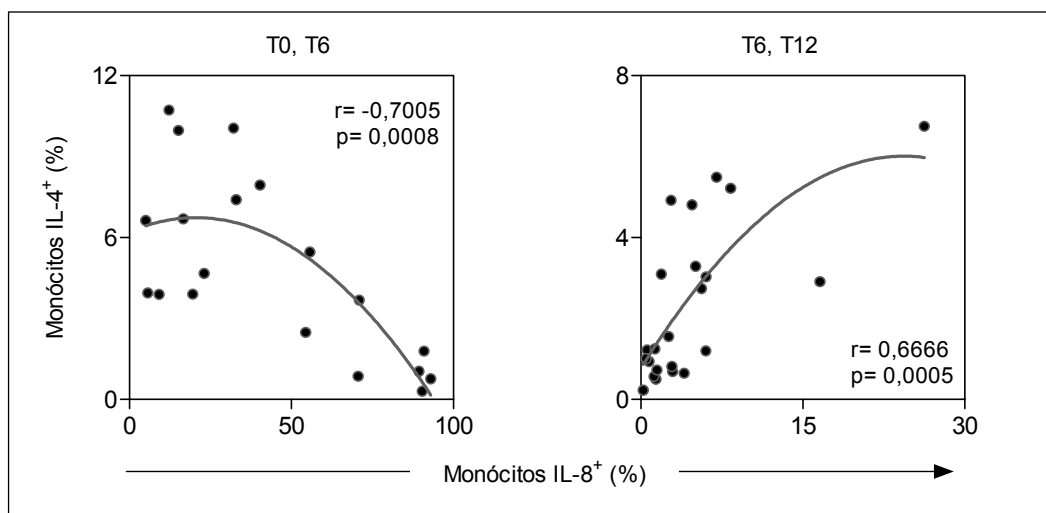 T0, T6
T6, T12
12
6
0
0
50
100
r= -0,7005
p= 0,0008
8
4
0
0
15
30
r= 0,6666
p= 0,0005
Monócitos IL-4⁺ (%)
Monócitos IL-8⁺ (%)